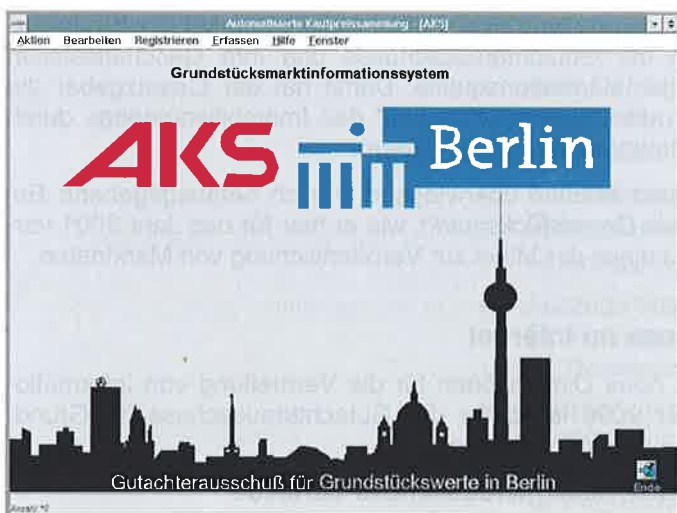 Automatisierte Kaufpreissammlung - [AKS]
Aktion Bearbeiten Registrieren Erfassen Hilfe Fenster
Grundstücksmarktinformationssystem
AKS Berlin
Gutachterausschuß für Grundstückswerte in Berlin
Ende